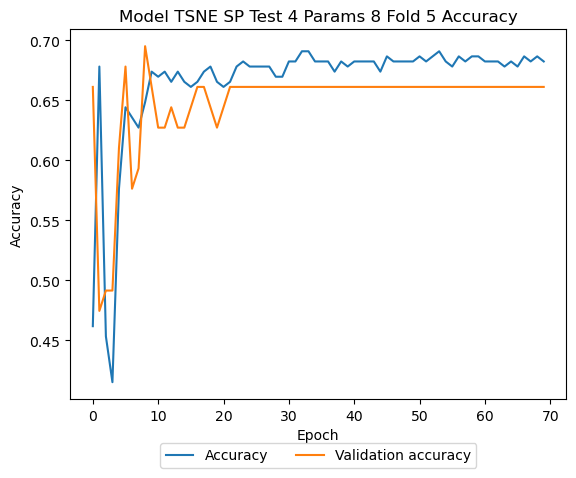 Model TSNE SP Test 4 Params 8 Fold 5 Accuracy
0.70
0.65
0.60
0.55
0.50
0.45
Accuracy
0 10 20 30 40 50 60 70
Epoch
Accuracy Validation accuracy